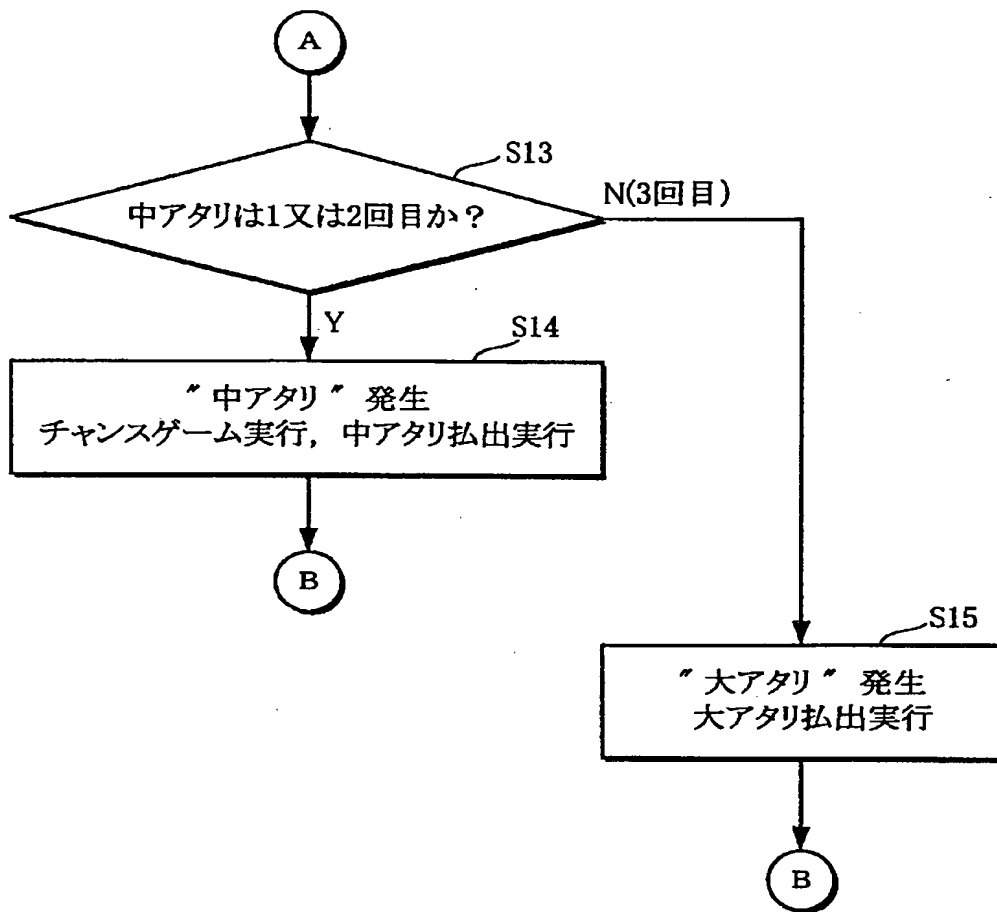 A
S13
中アタリは1又は2回目か？
N(3回目)
Y
S14
〃中アタリ〃 発生
チャンスゲーム実行, 中アタリ払出実行
B
S15
〃大アタリ〃 発生
大アタリ払出実行
B